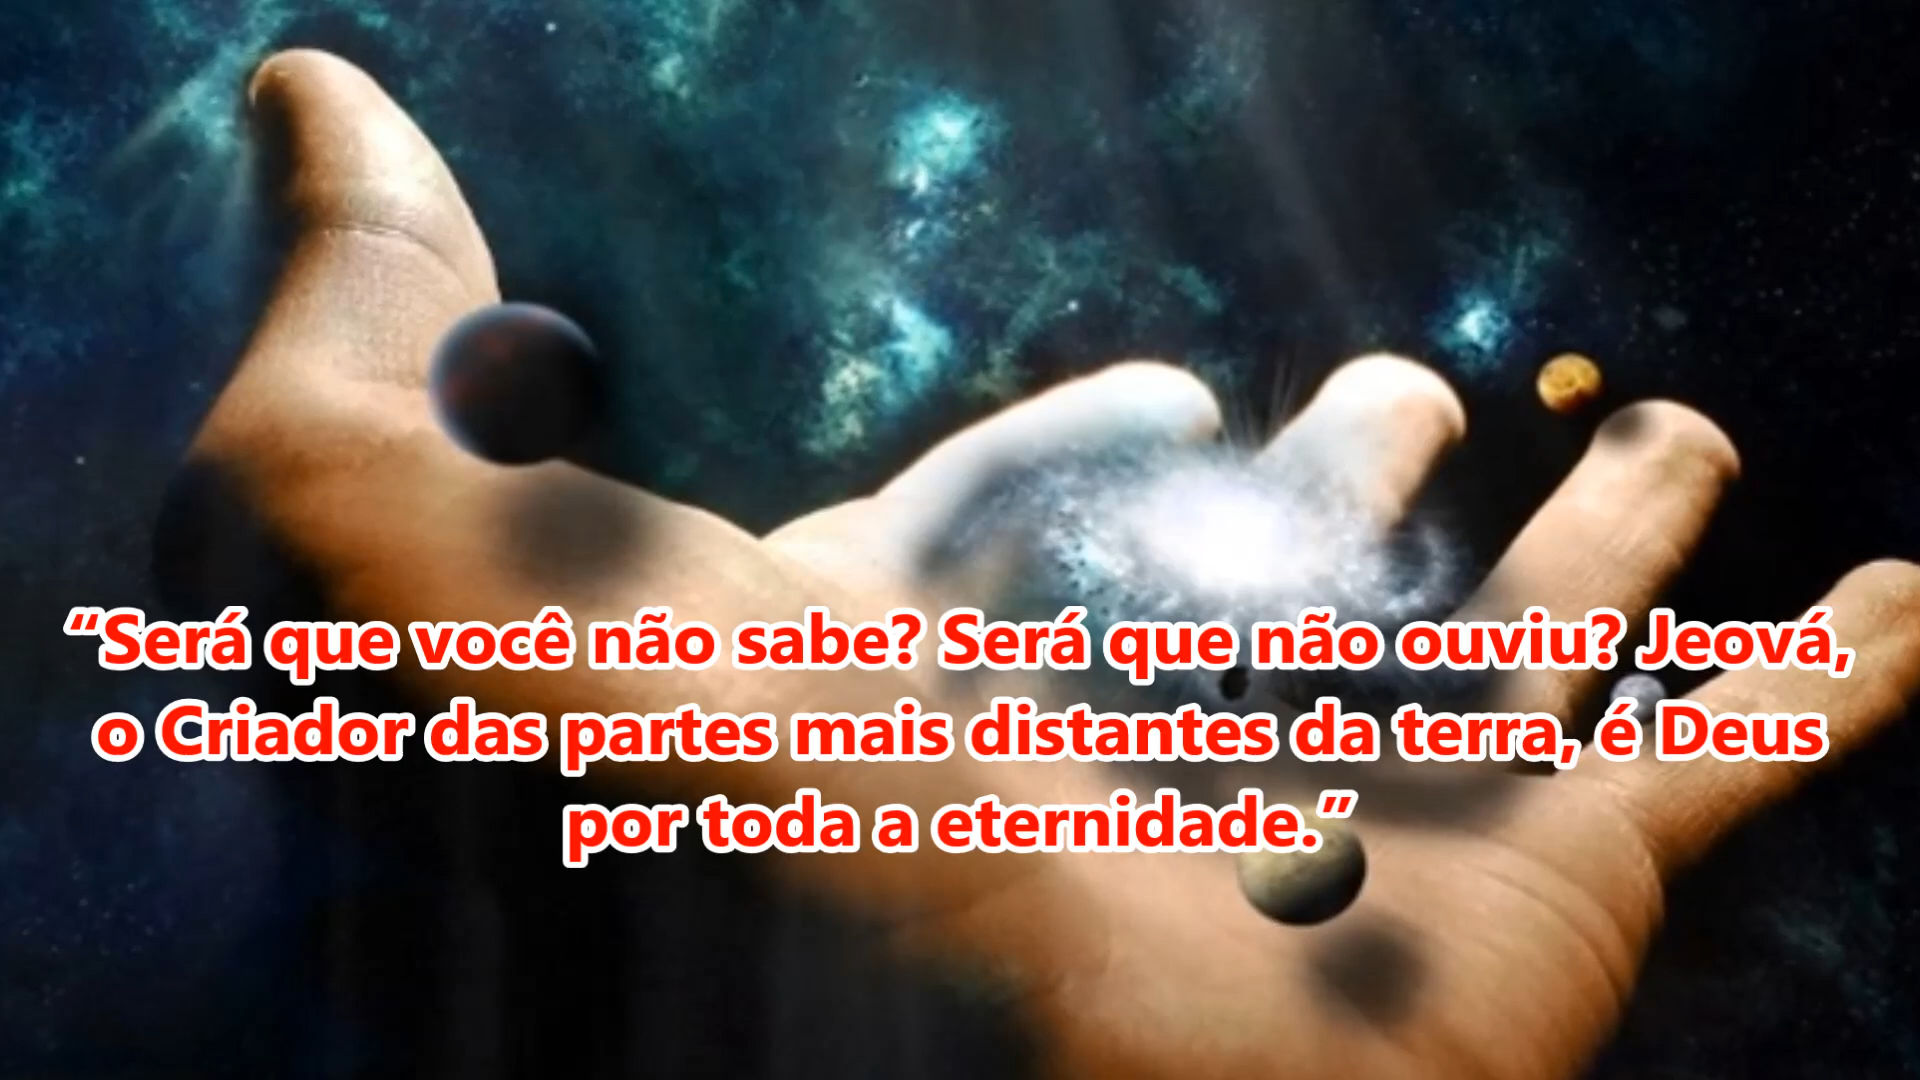 “Será que você não sabe? Será que não ouviu? Jeová,
o Criador das partes mais distantes da terra, é Deus
por toda a eternidade.”